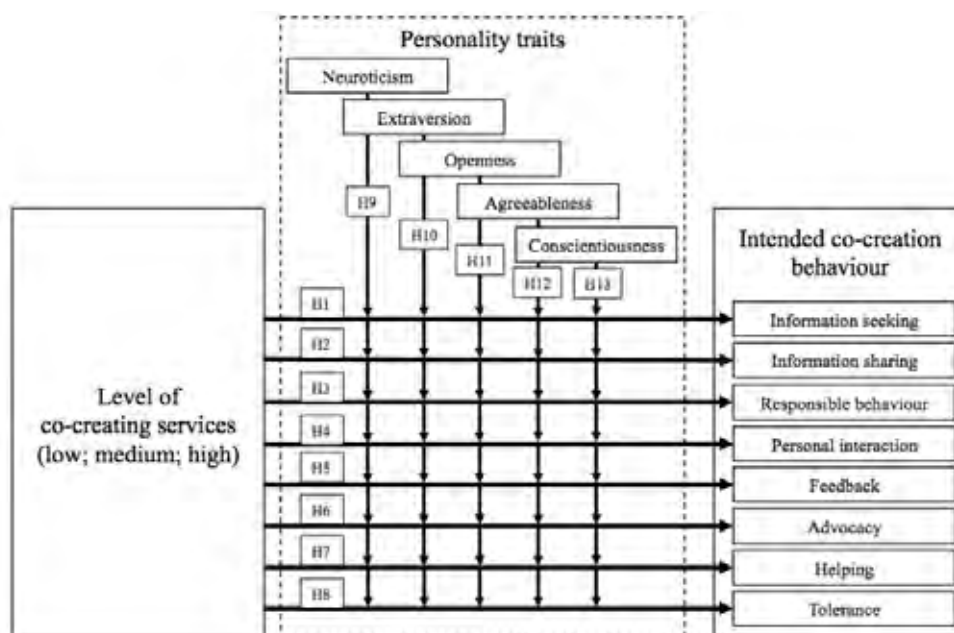 Personality traits
Neuroticism
Extraversion
Openness
Agreeableness
Conscientiousness
H9
H10
H11
H12
H13
Level of
co-creating services
(low; medium; high)
H1
H2
H3
H4
H5
H6
H7
H8
Intended co-creation
behaviour
Information seeking
Information sharing
Responsible behaviour
Personal interaction
Feedback
Advocacy
Helping
Tolerance